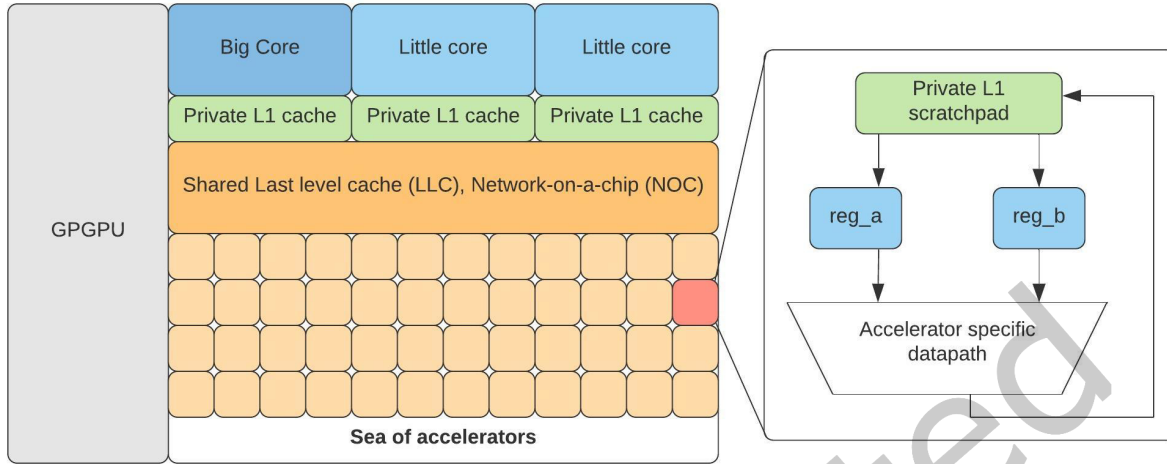 GPGPU
Big Core
Little core
Little core
Private L1 cache
Private L1 cache
Private L1 cache
Shared Last level cache (LLC), Network-on-a-chip (NOC)
Sea of accelerators
Private L1
scratchpad
reg_a
reg_b
Accelerator specific
datapath